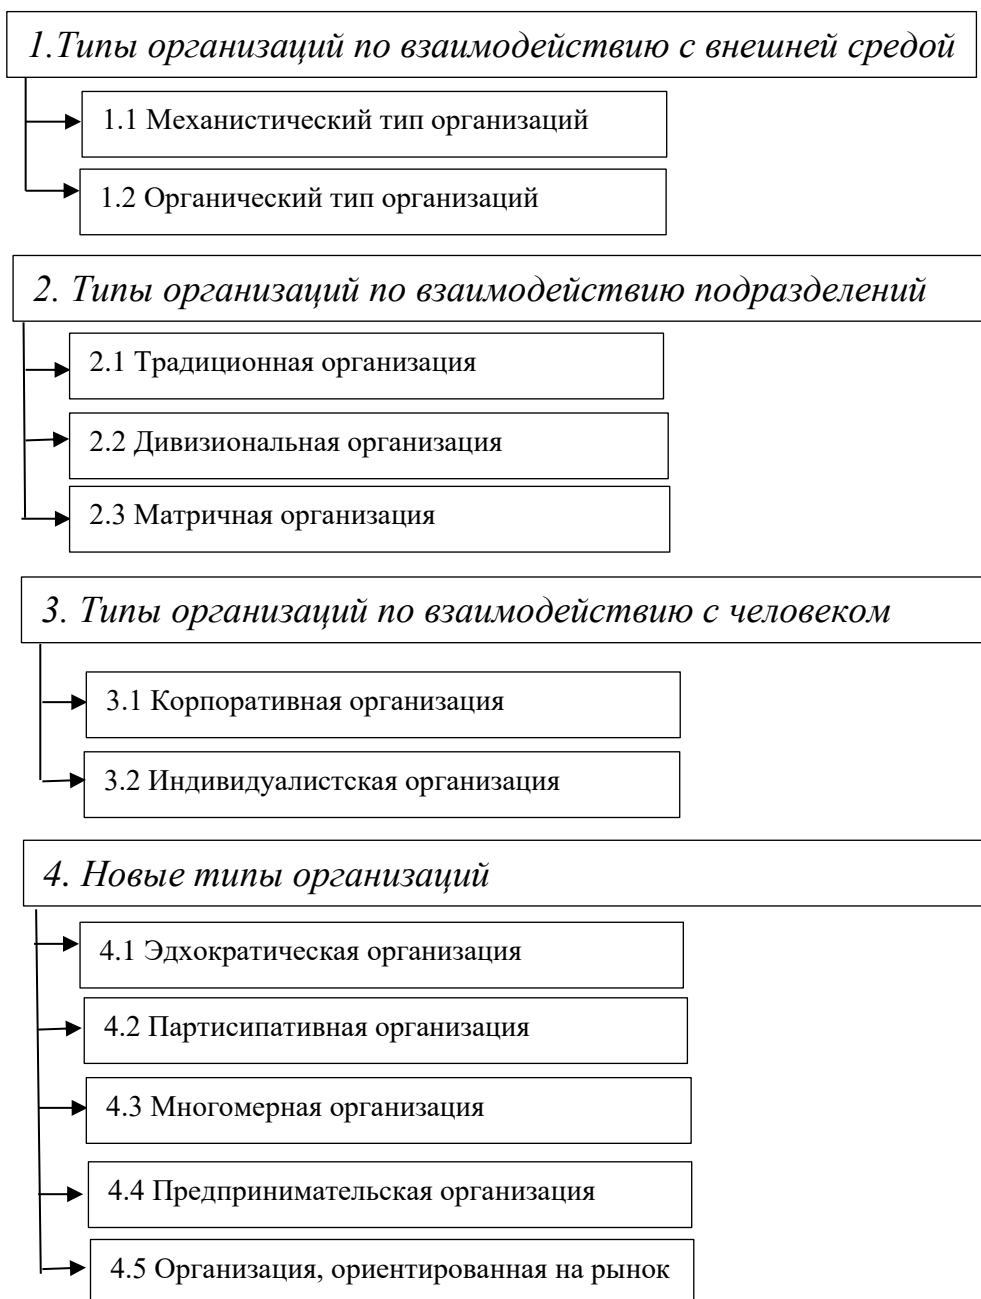 1.Типы организаций по взаимодействию с внешней средой
1.1 Механистический тип организаций
1.2 Органический тип организаций
2. Типы организаций по взаимодействию подразделений
2.1 Традиционная организация
2.2 Дивизиональная организация
2.3 Матричная организация
3. Типы организаций по взаимодействию с человеком
3.1 Корпоративная организация
3.2 Индивидуалистская организация
4. Новые типы организаций
4.1 Эдхократическая организация
4.2 Партисипативная организация
4.3 Многомерная организация
4.4 Предпринимательская организация
4.5 Организация, ориентированная на рынок